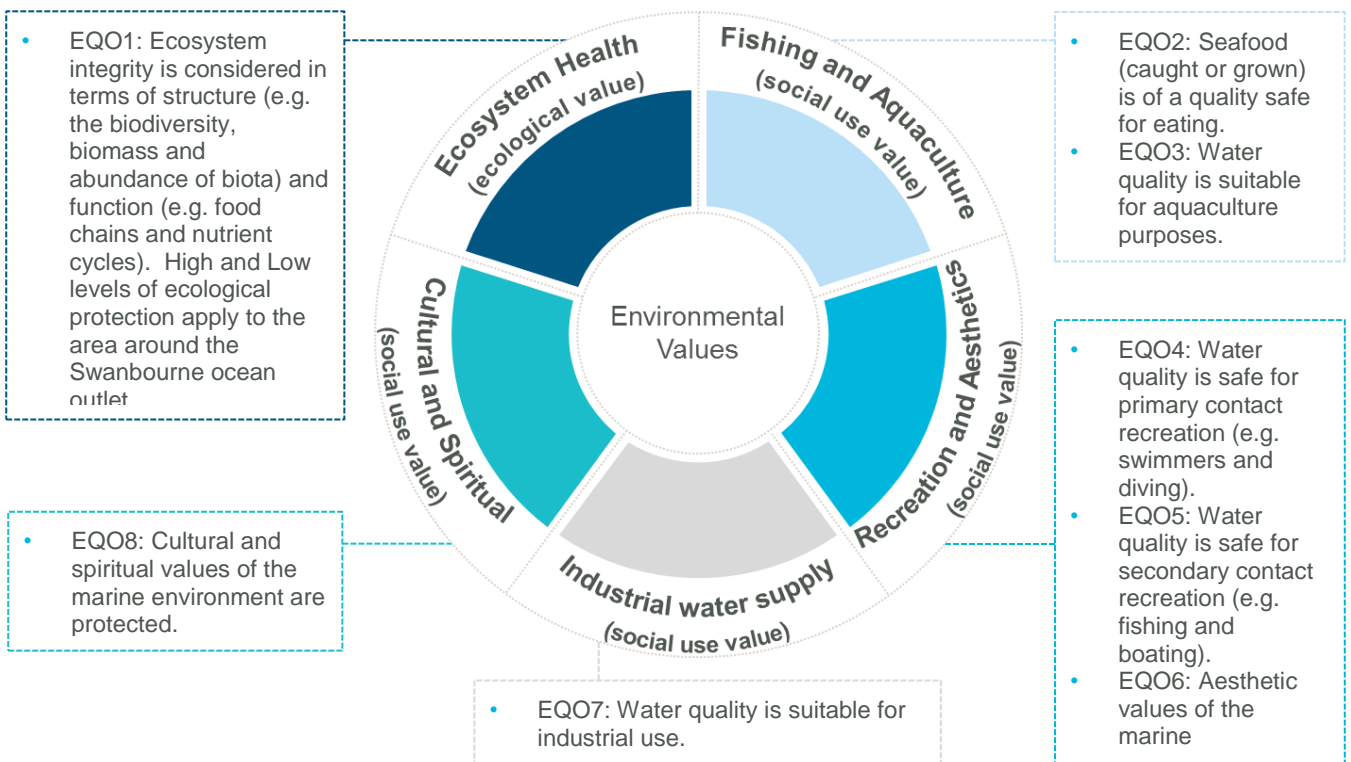 • EQO1: Ecosystem
integrity is considered in
terms of structure (e.g.
the biodiversity,
biomass and
abundance of biota) and
function (e.g. food
chains and nutrient
cycles).  High and Low
levels of ecological
protection apply to the
area around the
Swanbourne ocean
outlet
Ecosystem Health
(ecological value)
Fishing and Aquaculture
(social use value)
• EQO2: Seafood
(caught or grown)
is of a quality safe
for eating.
• EQO3: Water
quality is suitable
for aquaculture
purposes.
Environmental
Values
Cultural and Spiritual
(social use value)
Recreation and Aesthetics
(social use value)
• EQO4: Water
quality is safe for
primary contact
recreation (e.g.
swimmers and
diving).
• EQO5: Water
quality is safe for
secondary contact
recreation (e.g.
fishing and
boating).
• EQO6: Aesthetic
values of the
marine
• EQO8: Cultural and
spiritual values of the
marine environment are
protected.
Industrial water supply
(social use value)
• EQO7: Water quality is suitable for
industrial use.